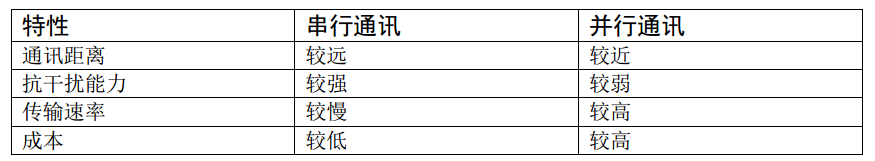 特性 串行通讯 并行通讯
通讯距离 较远 较近
抗干扰能力 较强 较弱
传输速率 较慢 较高
成本 较低 较高